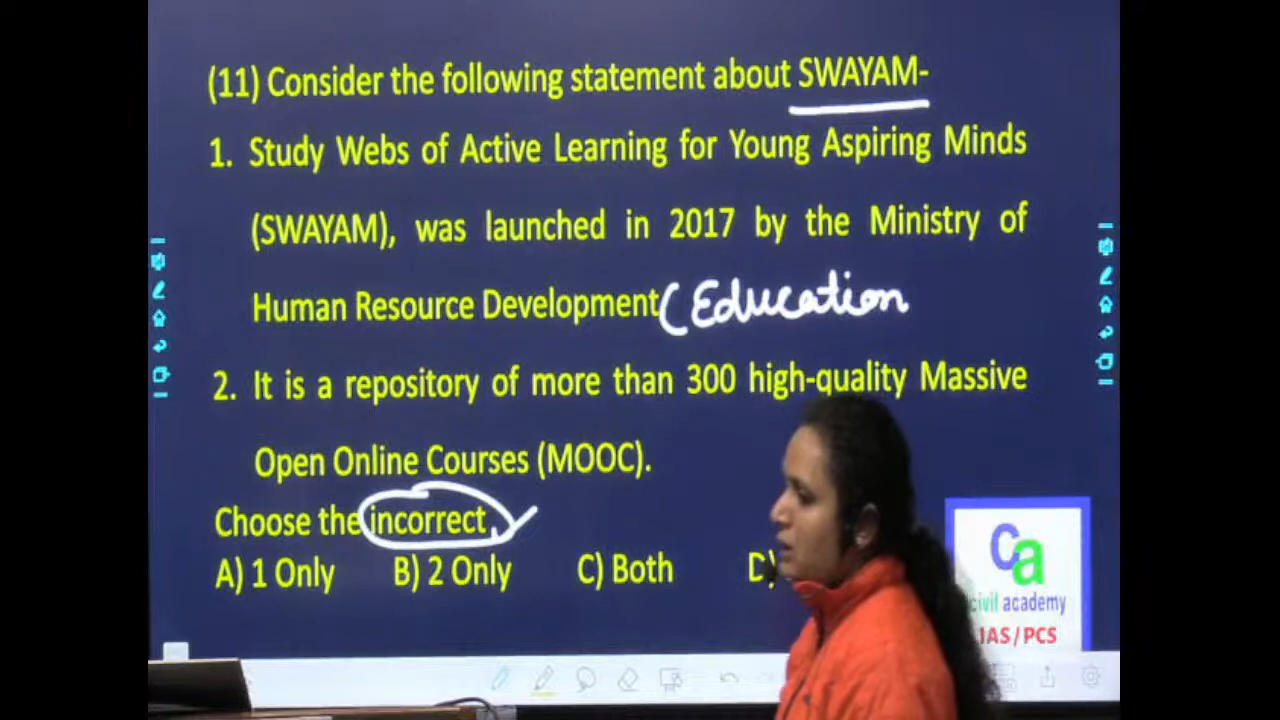 (11) Consider the following statement about SWAYAM-
1. Study Webs of Active Learning for Young Aspiring Minds
(SWAYAM), was launched in 2017 by the Ministry of
Human Resource Development (Education
2. It is a repository of more than 300 high-quality Massive
Open Online Courses (MOOC).
Choose the incorrect
A) 1 Only B) 2 Only C) Both D)
Ca
civil academy
IAS/PCS